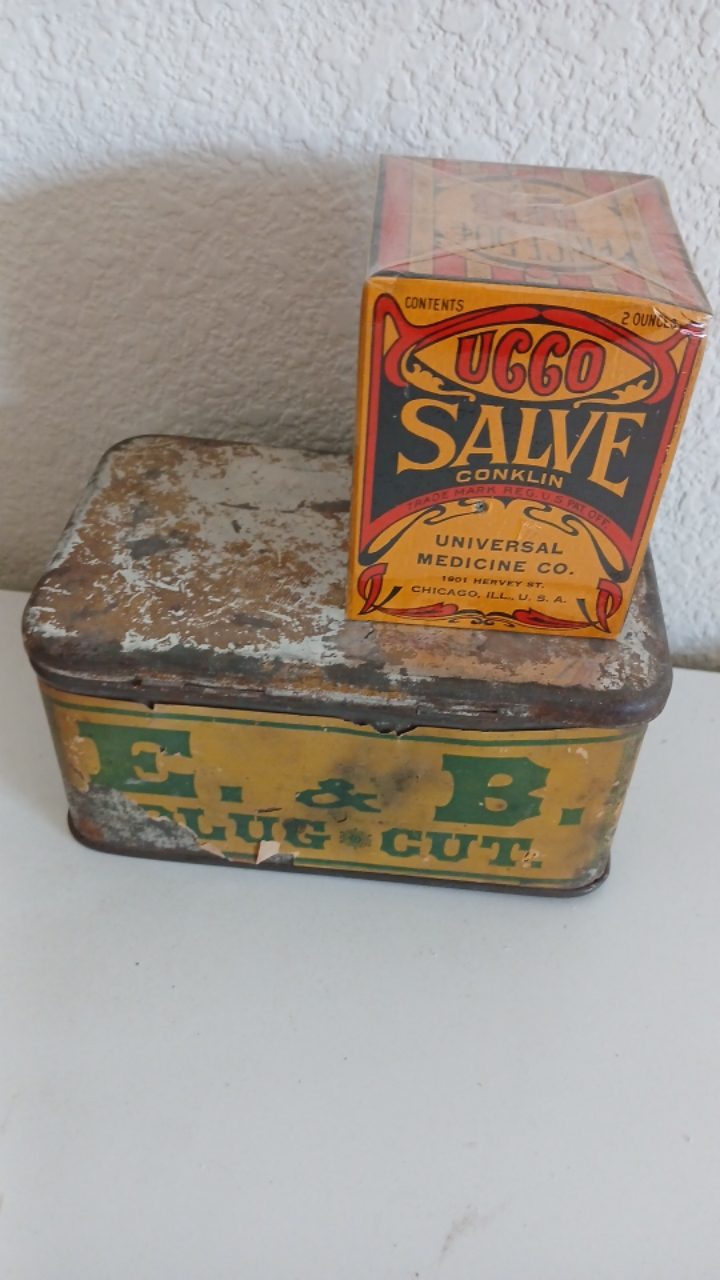 CONTENTS
2 OUNCES
UCCO
SALVE
CONKLIN
TRADE MARK REG. U.S. PAT. OFF.
UNIVERSAL
MEDICINE CO.
1901 HERVEY ST.
CHICAGO, ILL., U. S. A.
E. & B.
PLUG CUT.